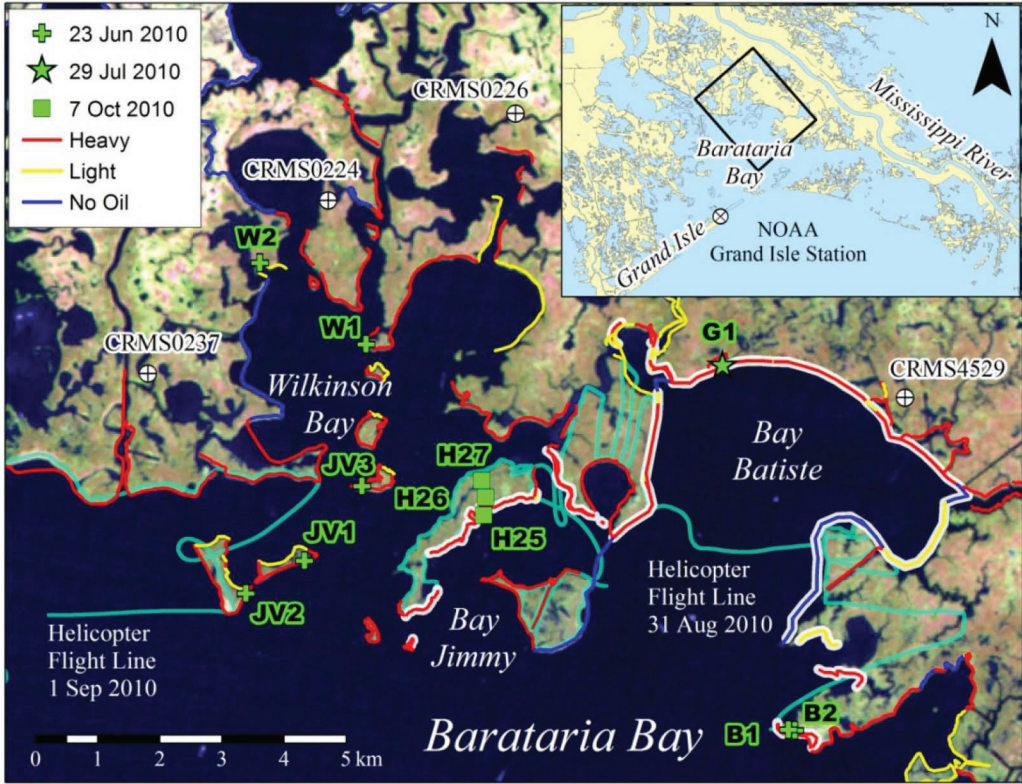 23 Jun 2010
29 Jul 2010
7 Oct 2010
Heavy
Light
No Oil
CRMS0226
CRMS0224
W2
W1
CRMS0237
Wilkinson
Bay
JV3
H27
H26
H25
JV1
JV2
G1
CRMS4529
Bay
Batiste
Helicopter
Flight Line
31 Aug 2010
Helicopter
Flight Line
1 Sep 2010
Bay
Jimmy
B1
B2
Barataria Bay
0 1 2 3 4 5 km
N
Mississippi River
Barataria
Bay
Grand Isle
NOAA
Grand Isle Station